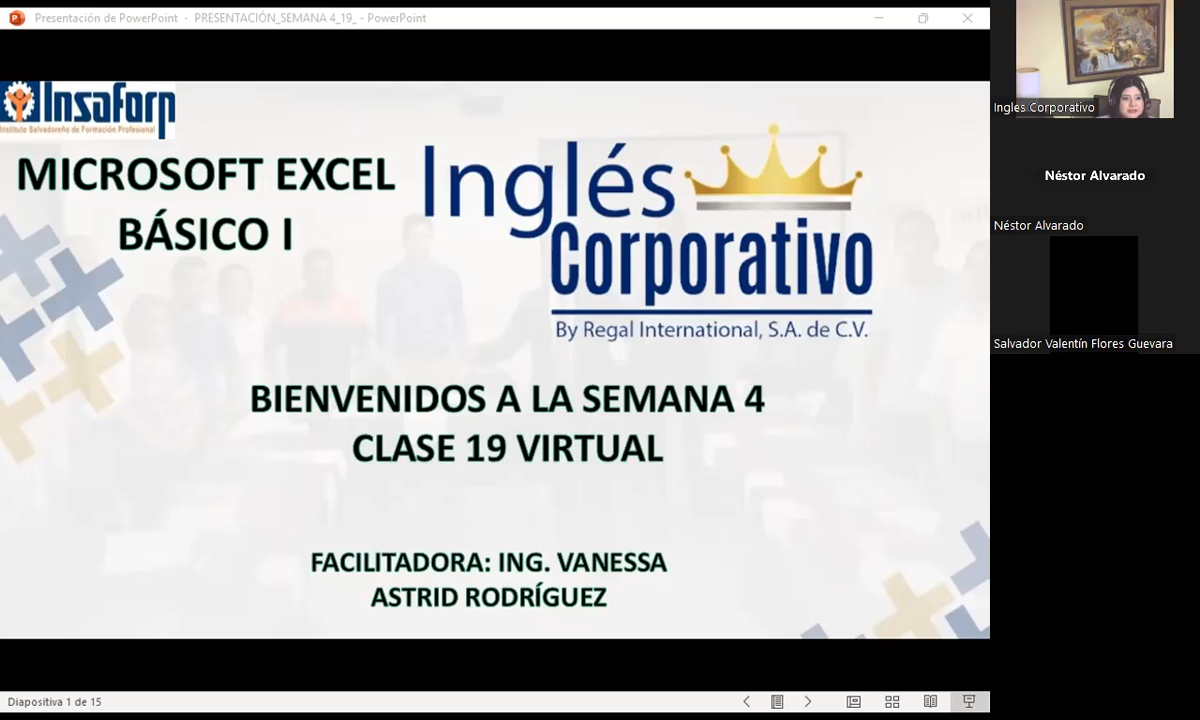 Presentación de PowerPoint - PRESENTACIÓN_SEMANA 4_19_ - PowerPoint
Insaforp
Instituto Salvadoreño de Formación Profesional
MICROSOFT EXCEL
BÁSICO I
Inglés
Corporativo
By Regal International, S.A. de C.V.
BIENVENIDOS A LA SEMANA 4
CLASE 19 VIRTUAL
FACILITADORA: ING. VANESSA
ASTRID RODRÍGUEZ
Diapositiva 1 de 15
Ingles Corporativo
Néstor Alvarado
Néstor Alvarado
Salvador Valentín Flores Guevara